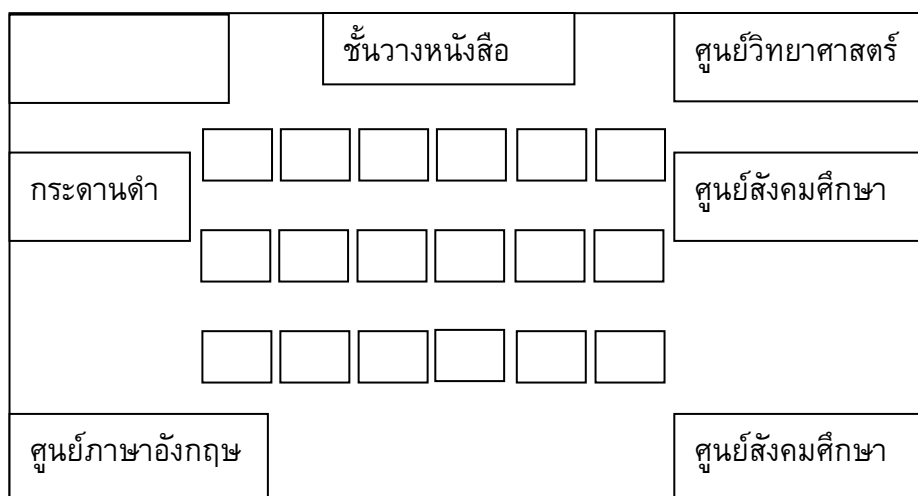 ชั้นวางหนังสือ
ศูนย์วิทยาศาสตร์
กระดานดำ
ศูนย์สังคมศึกษา
ศูนย์ภาษาอังกฤษ
ศูนย์สังคมศึกษา